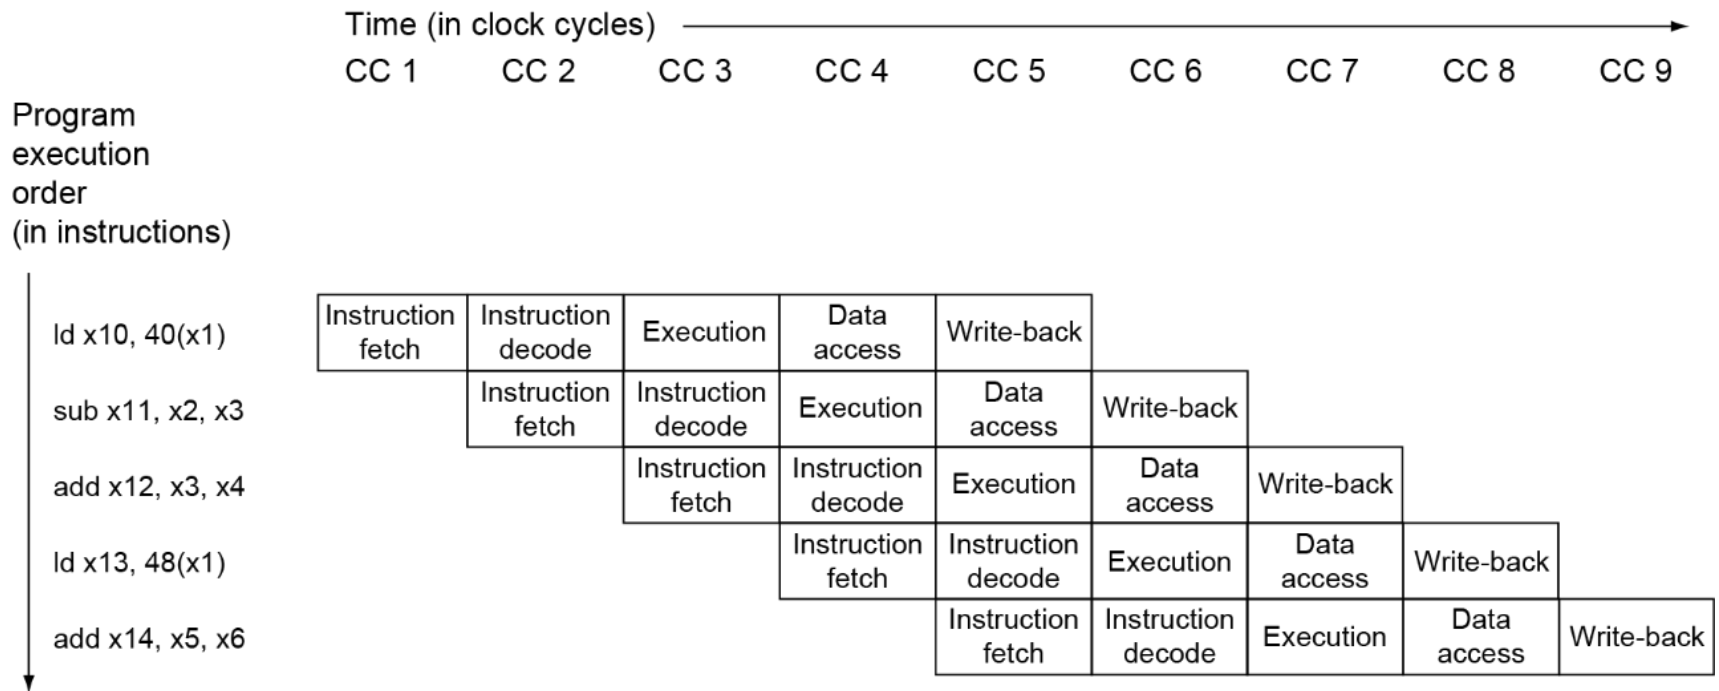 Time (in clock cycles)
CC 1 CC 2 CC 3 CC 4 CC 5 CC 6 CC 7 CC 8 CC 9
Program
execution
order
(in instructions)
ld x10, 40(x1)
Instruction
fetch
Instruction
decode
Execution
Data
access
Write-back
sub x11, x2, x3
Instruction
fetch
Instruction
decode
Execution
Data
access
Write-back
add x12, x3, x4
Instruction
fetch
Instruction
decode
Execution
Data
access
Write-back
ld x13, 48(x1)
Instruction
fetch
Instruction
decode
Execution
Data
access
Write-back
add x14, x5, x6
Instruction
fetch
Instruction
decode
Execution
Data
access
Write-back